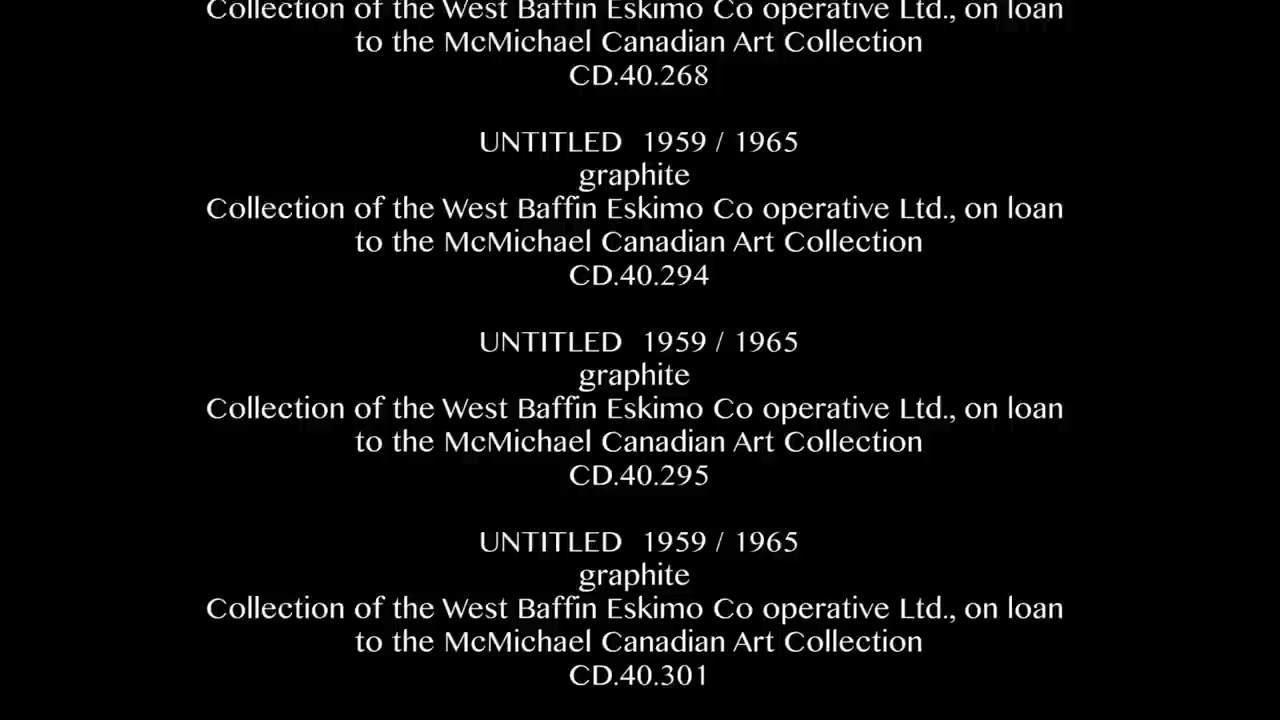 Collection of the West Baffin Eskimo Co operative Ltd., on loan
to the McMichael Canadian Art Collection
CD.40.268
UNTITLED 1959 / 1965
graphite
Collection of the West Baffin Eskimo Co operative Ltd., on loan
to the McMichael Canadian Art Collection
CD.40.294
UNTITLED 1959 / 1965
graphite
Collection of the West Baffin Eskimo Co operative Ltd., on loan
to the McMichael Canadian Art Collection
CD.40.295
UNTITLED 1959 / 1965
graphite
Collection of the West Baffin Eskimo Co operative Ltd., on loan
to the McMichael Canadian Art Collection
CD.40.301